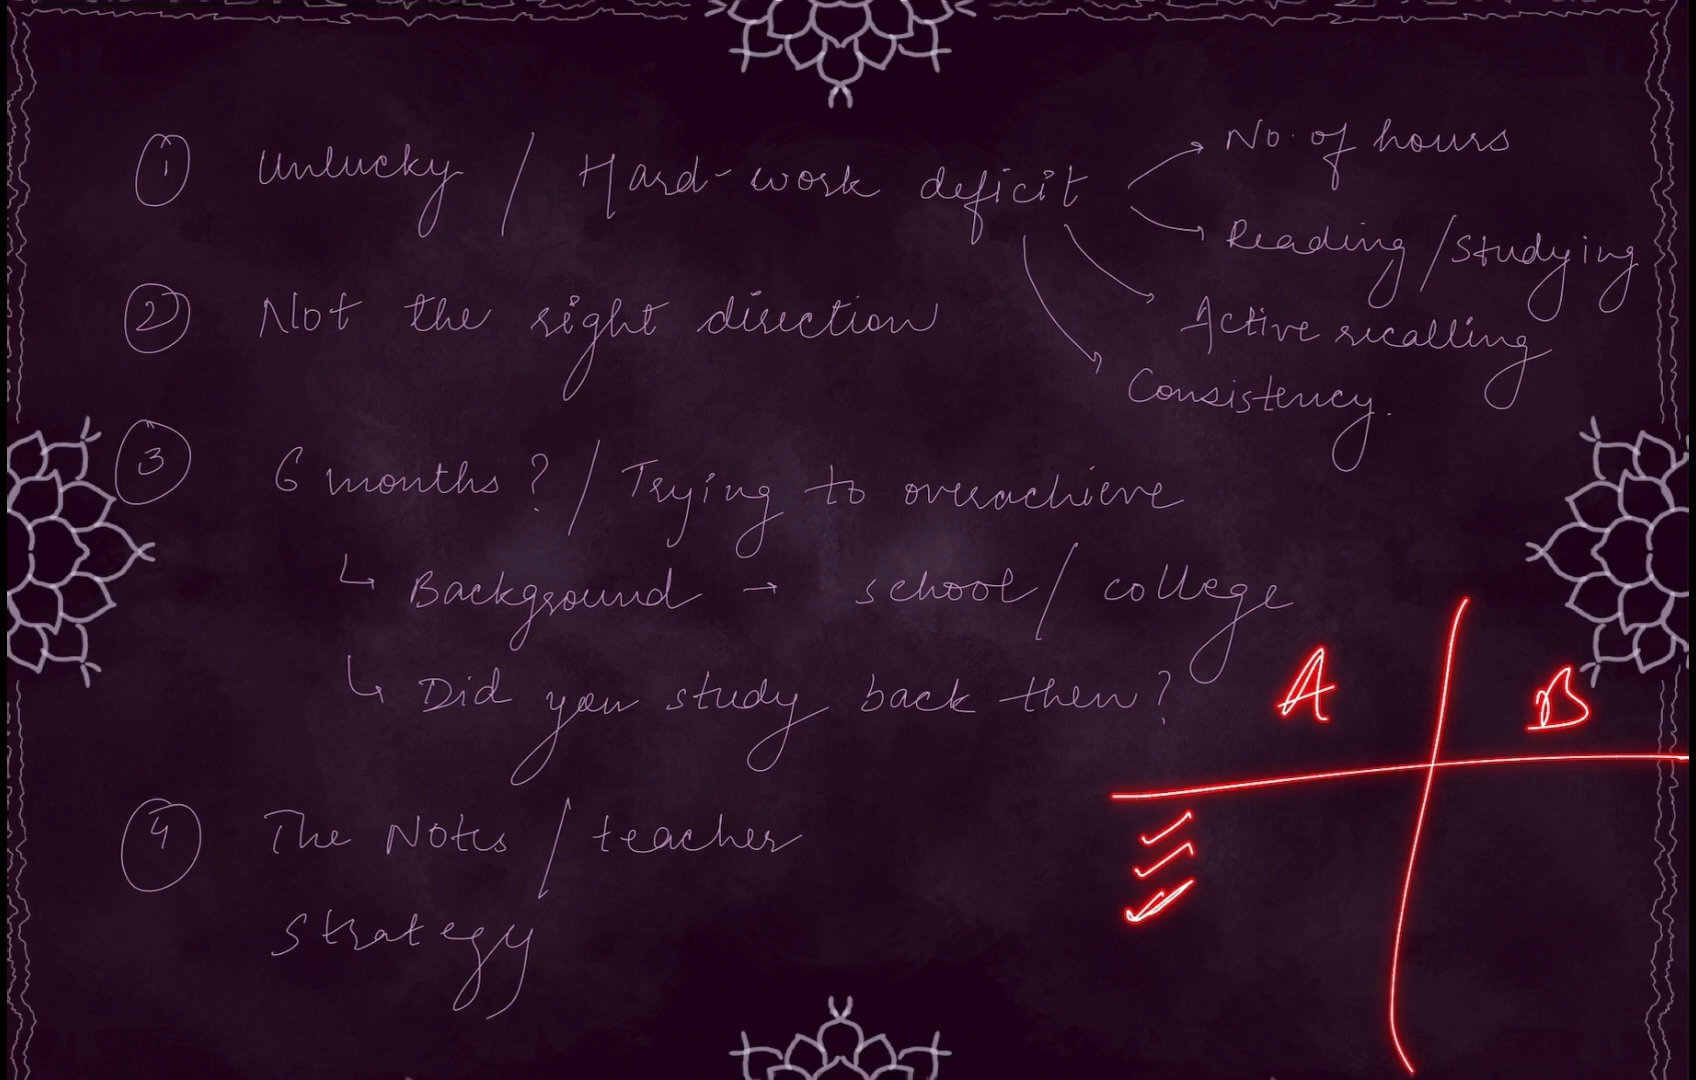 ① Unlucky / Hard-work deficit
No. of hours
Reading / Studying
Active recalling
Consistency.
② Not the right direction
③ 6 months ? / Trying to overachieve
↳ Background → school / college
↳ Did you study back then ?
④ The Notes / teacher
strategy
A B